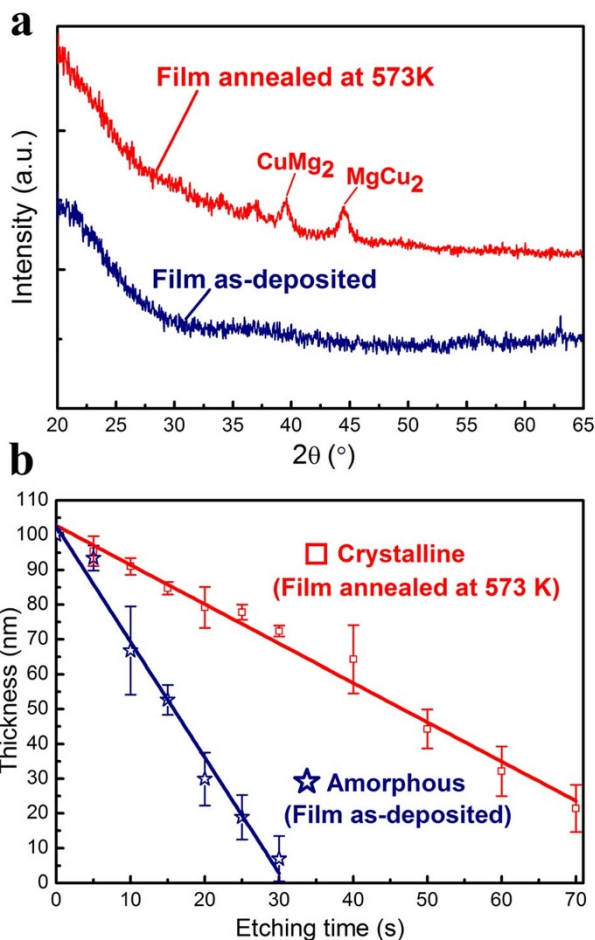 a
Intensity (a.u.)
Film annealed at 573K
CuMg₂
MgCu₂
Film as-deposited
20 25 30 35 40 45 50 55 60 65
2θ (°)
b
Thickness (nm)
110
100
90
80
70
60
50
40
30
20
10
0
Crystalline
(Film annealed at 573 K)
Amorphous
(Film as-deposited)
0 10 20 30 40 50 60 70
Etching time (s)